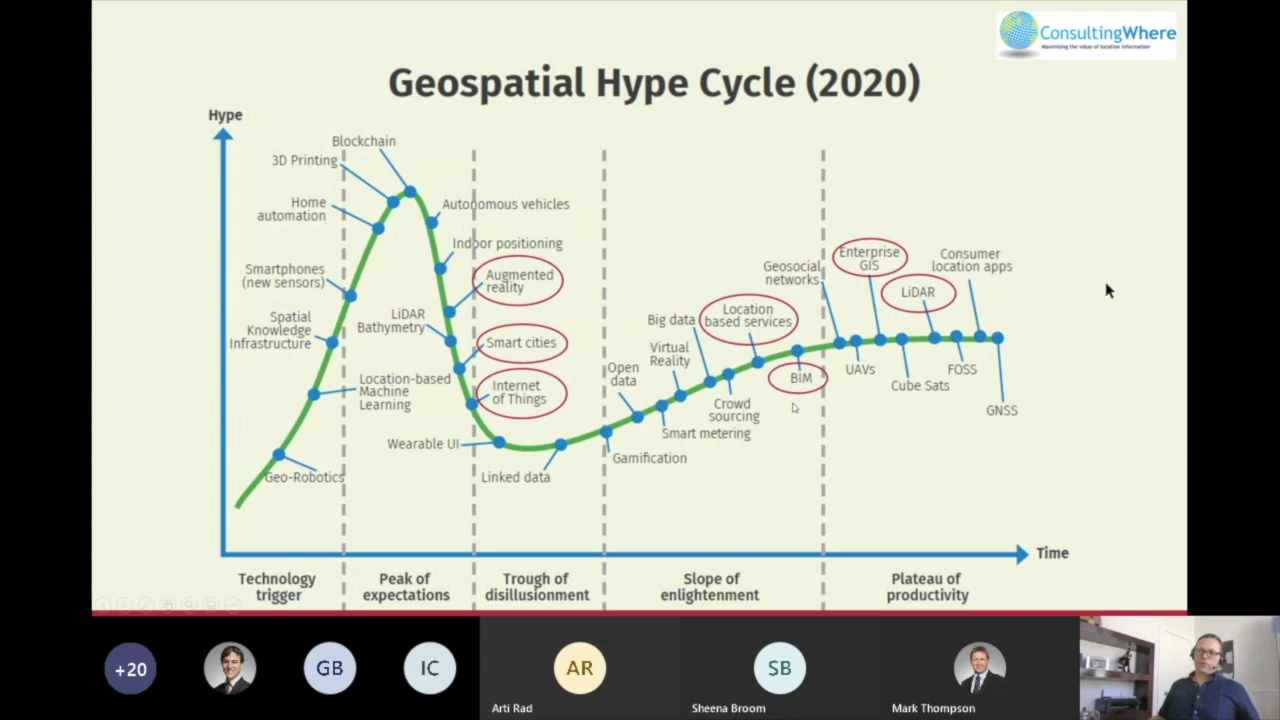 ConsultingWhere
Maximising the value of location information
Geospatial Hype Cycle (2020)
Hype
Blockchain
3D Printing
Home
automation
Autonomous vehicles
Indoor positioning
Smartphones
(new sensors)
Augmented
reality
Spatial
Knowledge
Infrastructure
LiDAR
Bathymetry
Smart cities
Location-based
Machine
Learning
Internet
of Things
Wearable UI
Geo-Robotics
Linked data
Open
data
Virtual
Reality
Big data
Location
based services
Geosocial
networks
Enterprise
GIS
LiDAR
Consumer
location apps
BIM
UAVs
Cube Sats
FOSS
GNSS
Crowd
sourcing
Smart metering
Gamification
Time
Technology
trigger
Peak of
expectations
Trough of
disillusionment
Slope of
enlightenment
Plateau of
productivity
+20
GB
IC
AR
SB
Arti Rad
Sheena Broom
Mark Thompson